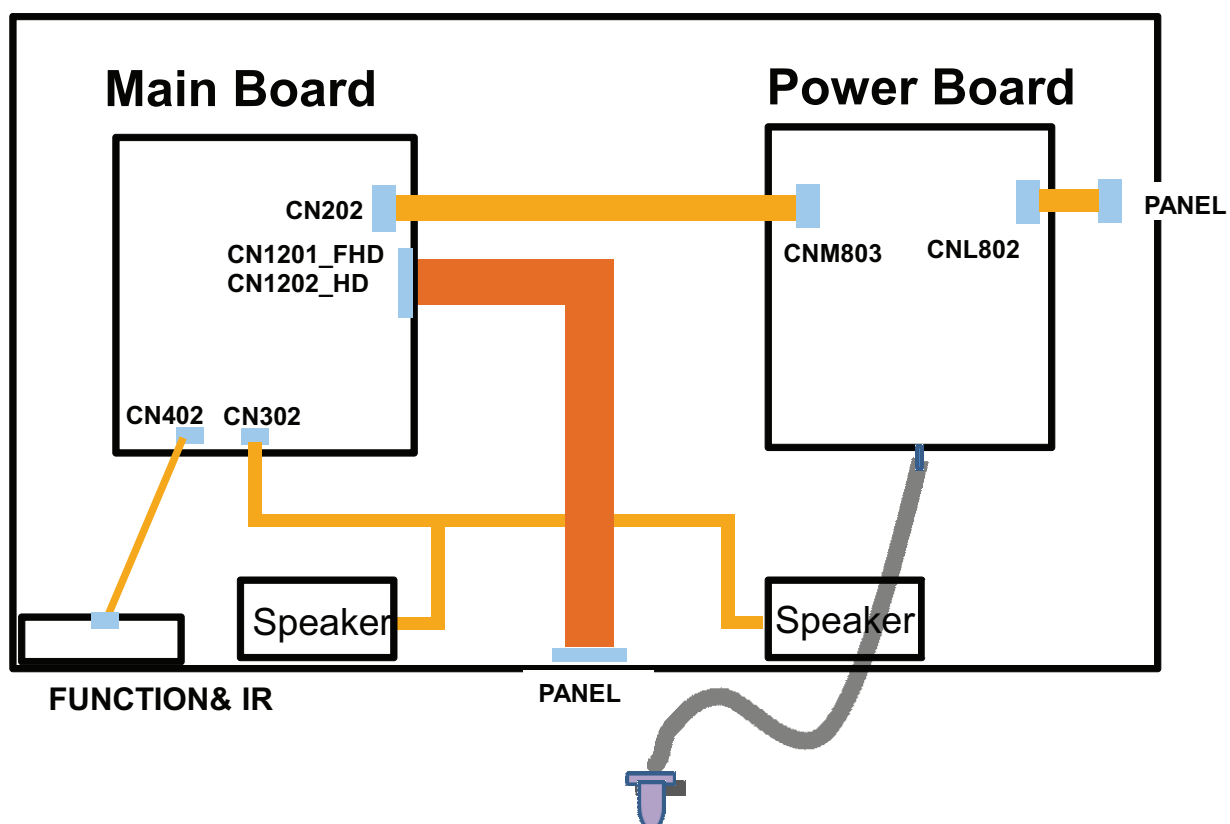 Main Board
Power Board
CN202
CN1201_FHD
CN1202_HD
CNM803
CNL802
PANEL
CN402
CN302
Speaker
Speaker
FUNCTION& IR
PANEL